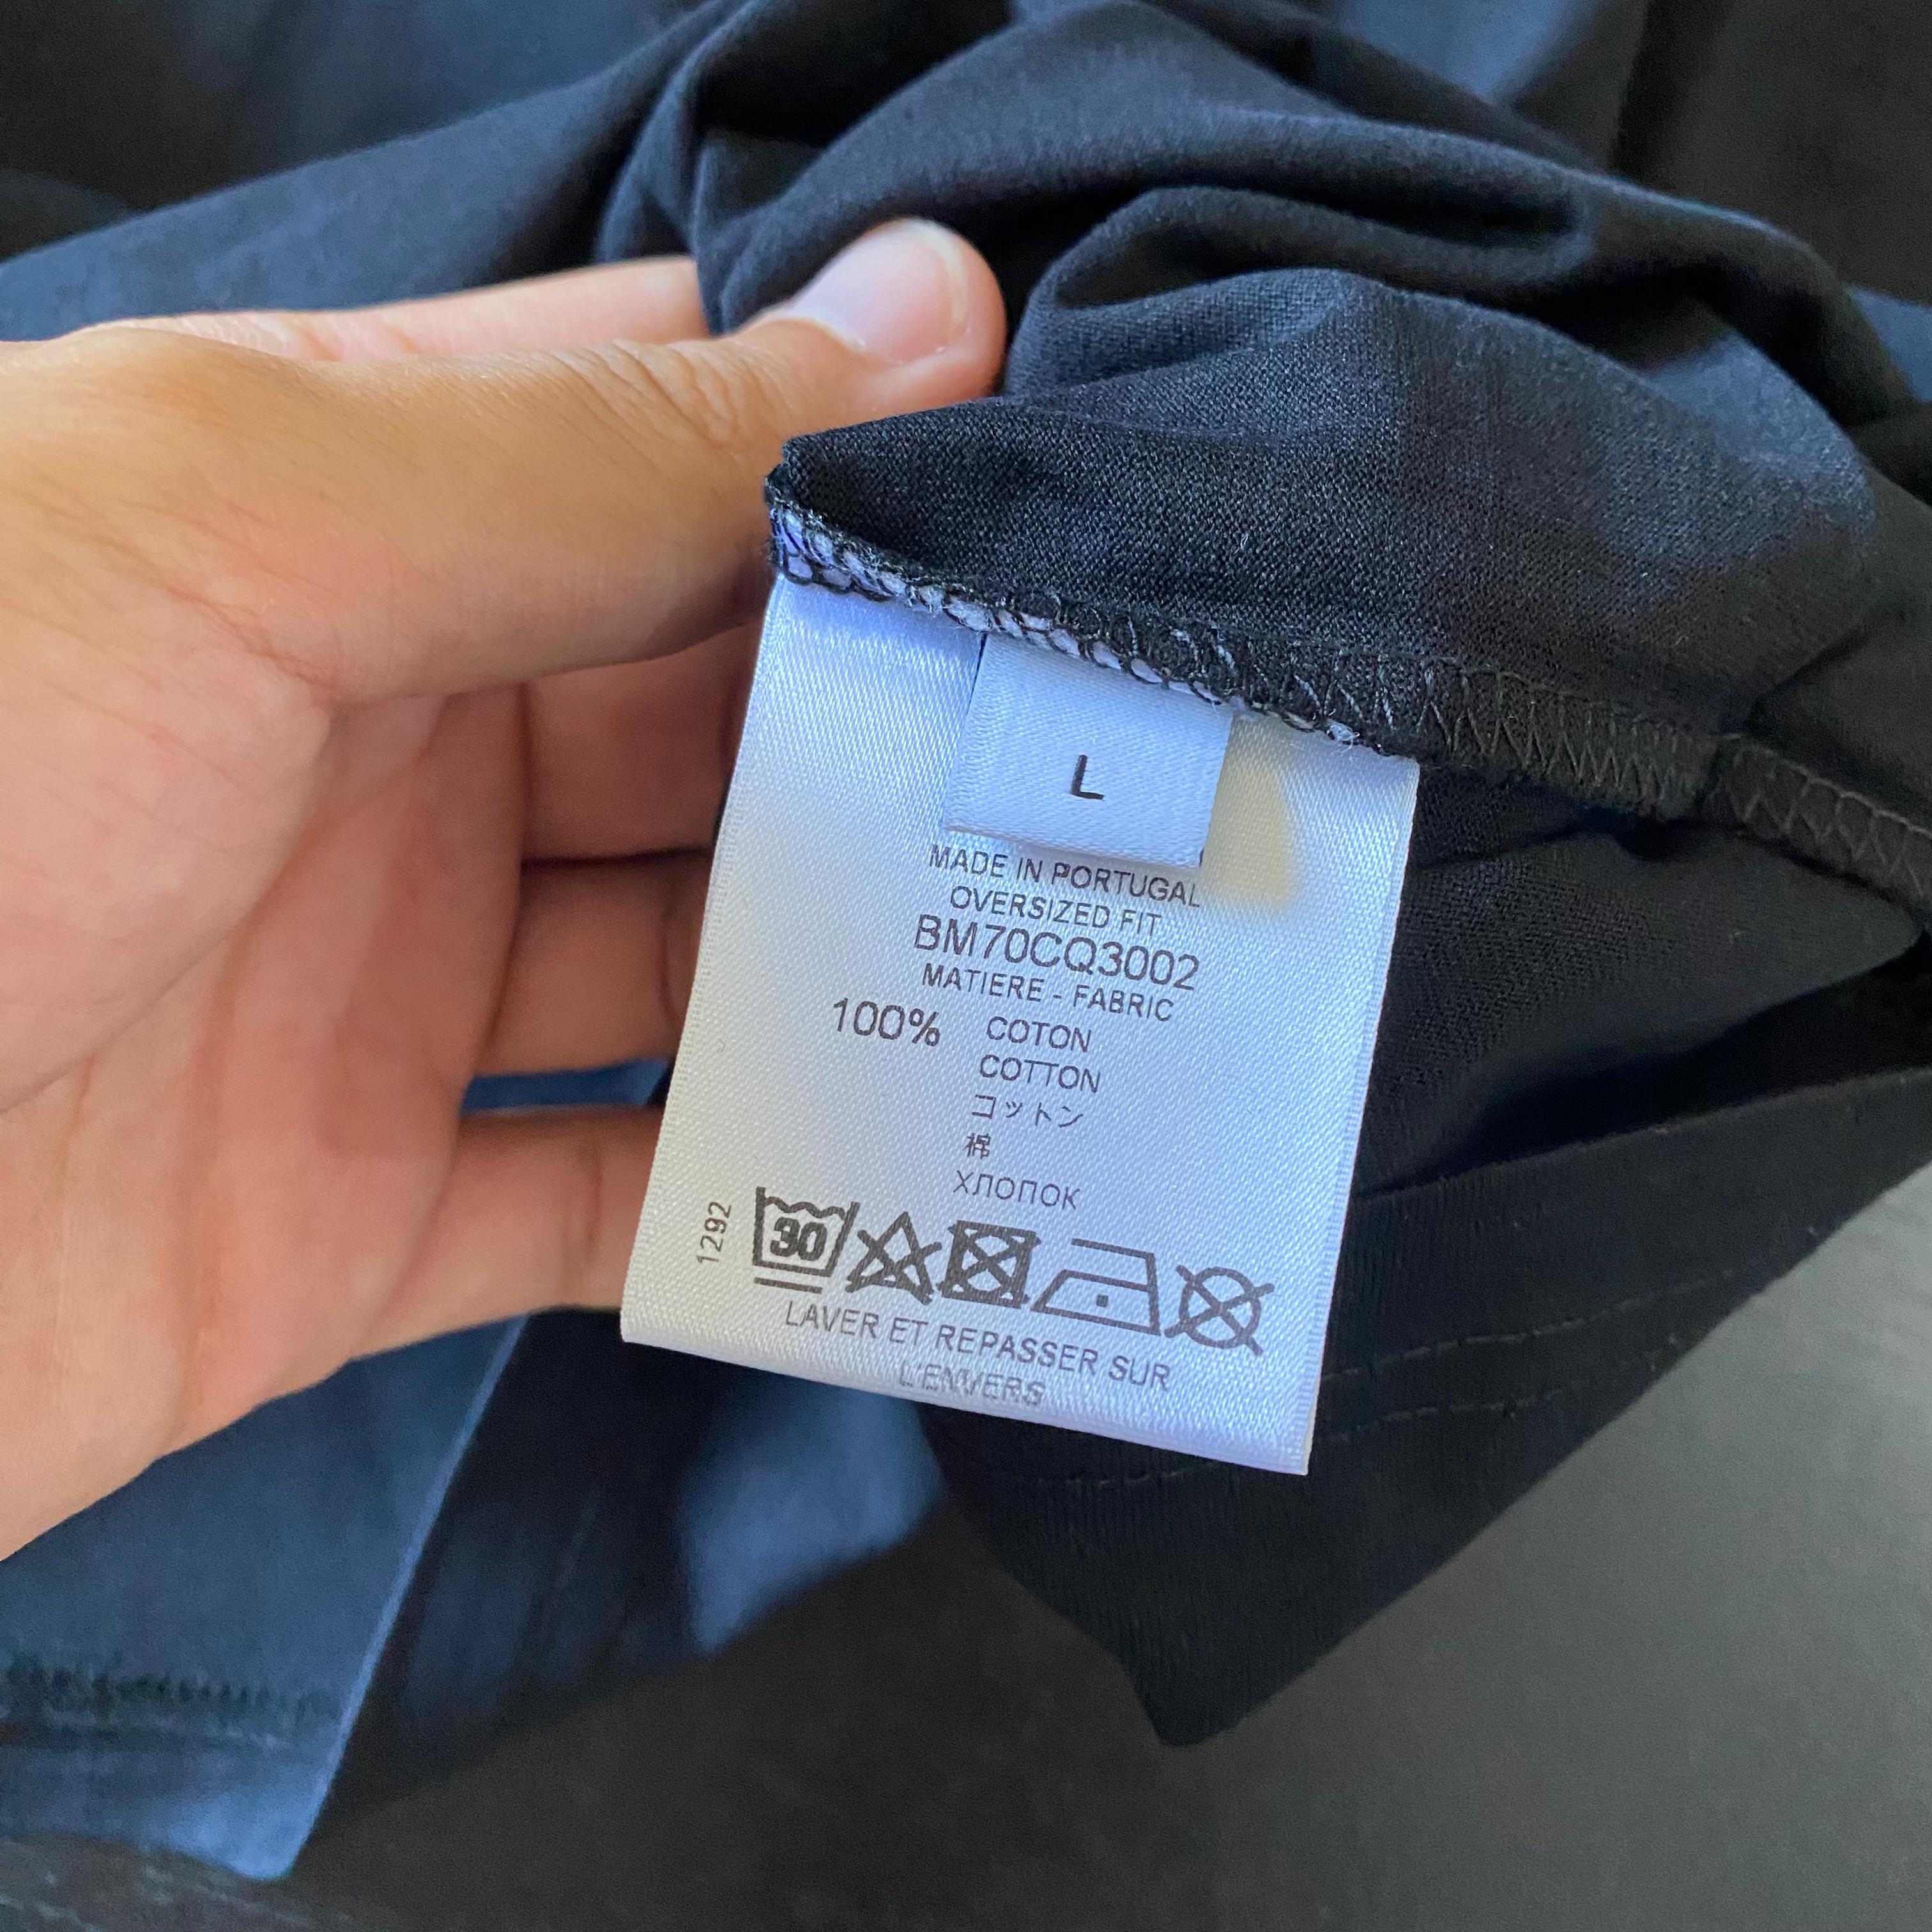 L
MADE IN PORTUGAL
OVERSIZED FIT
BM70CQ3002
MATIERE - FABRIC
100% COTON
COTTON
コットン
棉
ХЛОПОК
1292
30
LAVER ET REPASSER SUR
L'ENVERS